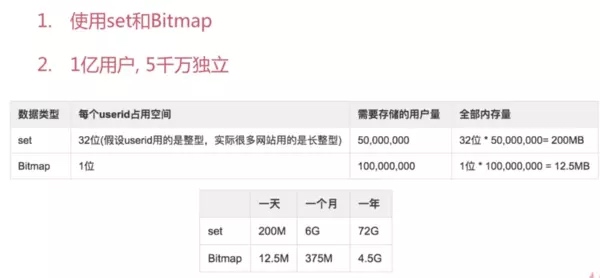 1. 使用set和Bitmap
2. 1亿用户, 5千万独立
数据类型 每个userid占用空间 需要存储的用户量 全部内存量
set 32位(假设userid用的是整型，实际很多网站用的是长整型) 50,000,000 32位 * 50,000,000= 200MB
Bitmap 1位 100,000,000 1位 * 100,000,000 = 12.5MB
一天 一个月 一年
set 200M 6G 72G
Bitmap 12.5M 375M 4.5G